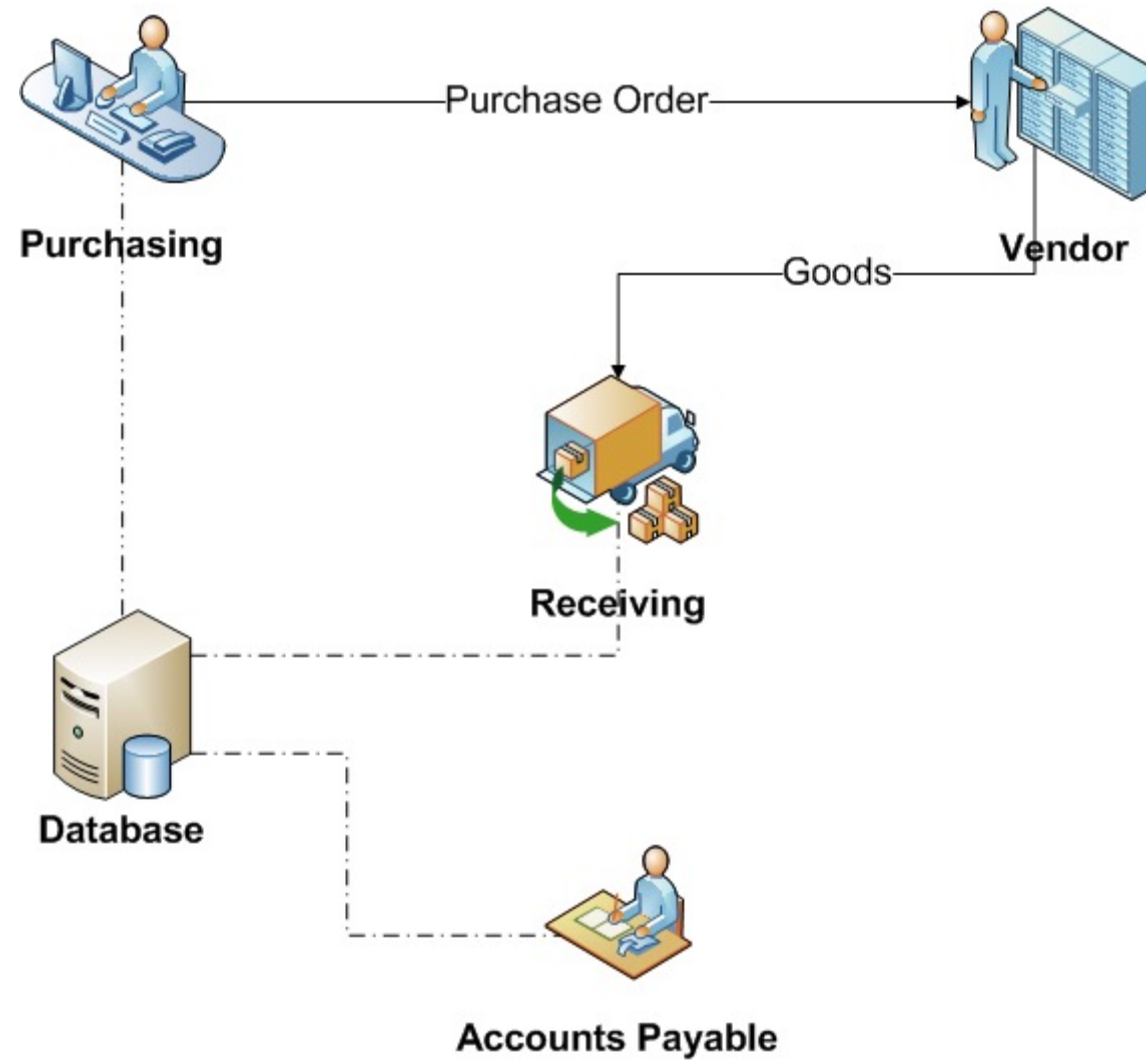 Purchase Order
Purchasing
Vendor
Goods
Receiving
Database
Accounts Payable